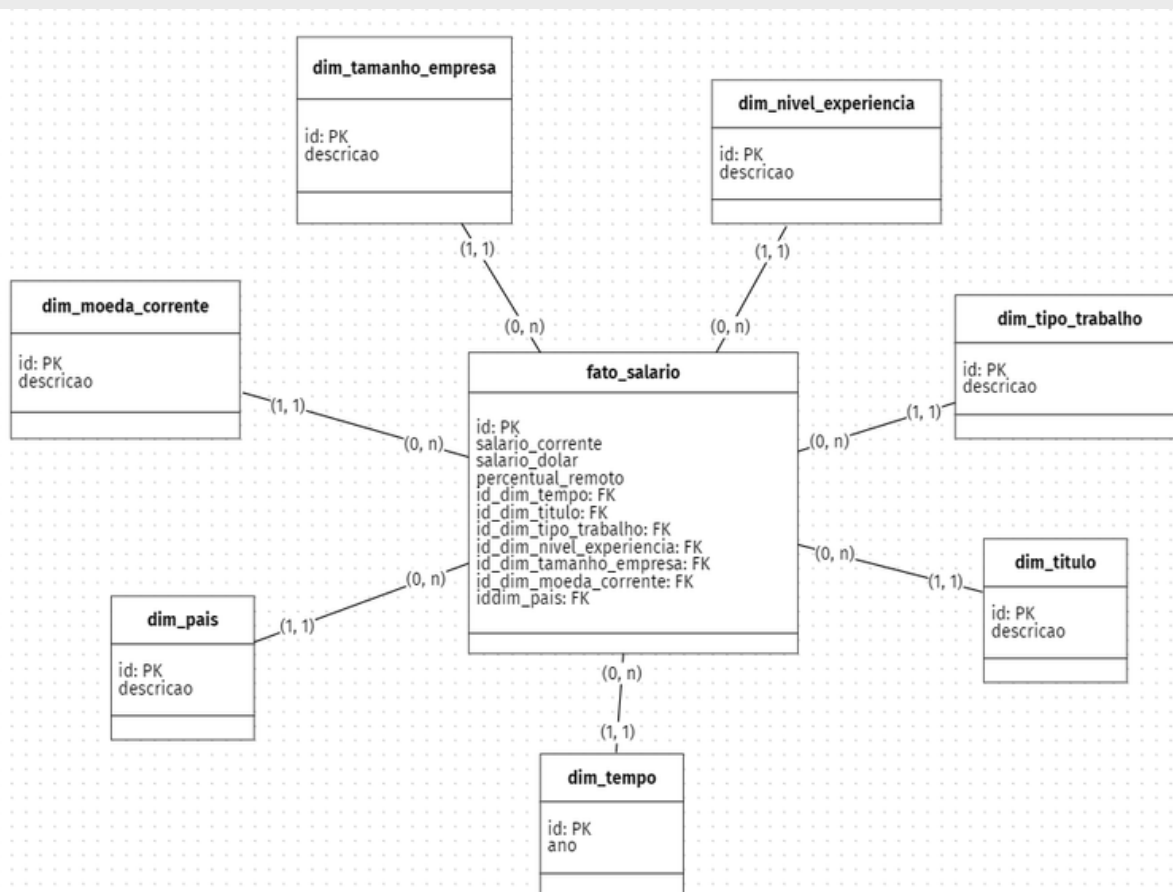 dim_tamanho_empresa
id: PK
descricao
dim_nivel_experiencia
id: PK
descricao
(1, 1)
(1, 1)
dim_moeda_corrente
id: PK
descricao
dim_tipo_trabalho
id: PK
descricao
(0, n)
(0, n)
(1, 1)
(0, n)
(1, 1)
(0, n)
fato_salario
id: PK
salario_corrente
salario_dolar
percentual_remoto
id_dim_tempo: FK
id_dim_titulo: FK
id_dim_tipo_trabalho: FK
id_dim_nivel_experiencia: FK
id_dim_tamanho_empresa: FK
id_dim_moeda_corrente: FK
iddim_pais: FK
(0, n)
(1, 1)
dim_titulo
id: PK
descricao
(0, n)
(1, 1)
dim_pais
id: PK
descricao
(0, n)
(1, 1)
dim_tempo
id: PK
ano